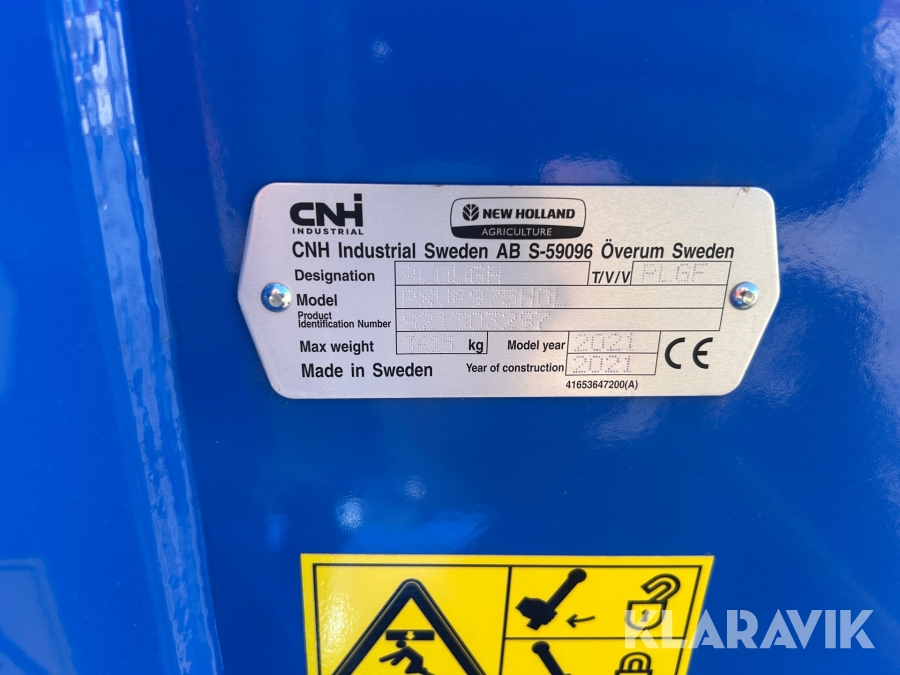 CNH INDUSTRIAL
NEW HOLLAND
AGRICULTURE
CNH Industrial Sweden AB S-59096 Överum Sweden
Designation PLOUGH T/V/V PLGF
Model
Product Identification Number
Max weight kg Model year 2021
Made in Sweden Year of construction 2021
CE
41653647200(A)
KLARAVIK